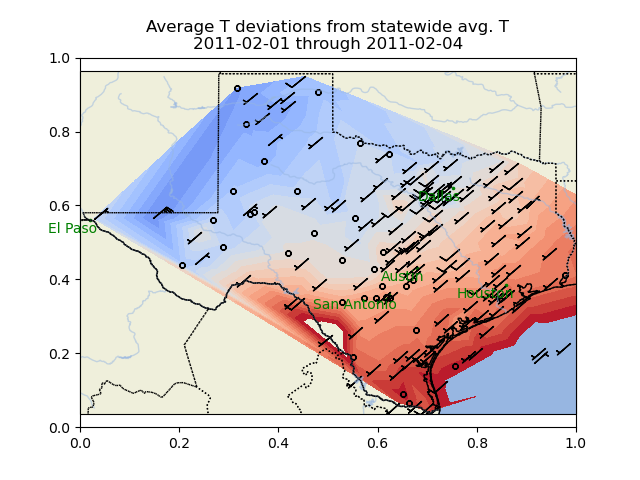 Average T deviations from statewide avg. T
2011-02-01 through 2011-02-04
1.0
0.8
0.6
0.4
0.2
0.0
El Paso
Dallas
Austin
Houston
San Antonio
0.0
0.2
0.4
0.6
0.8
1.0